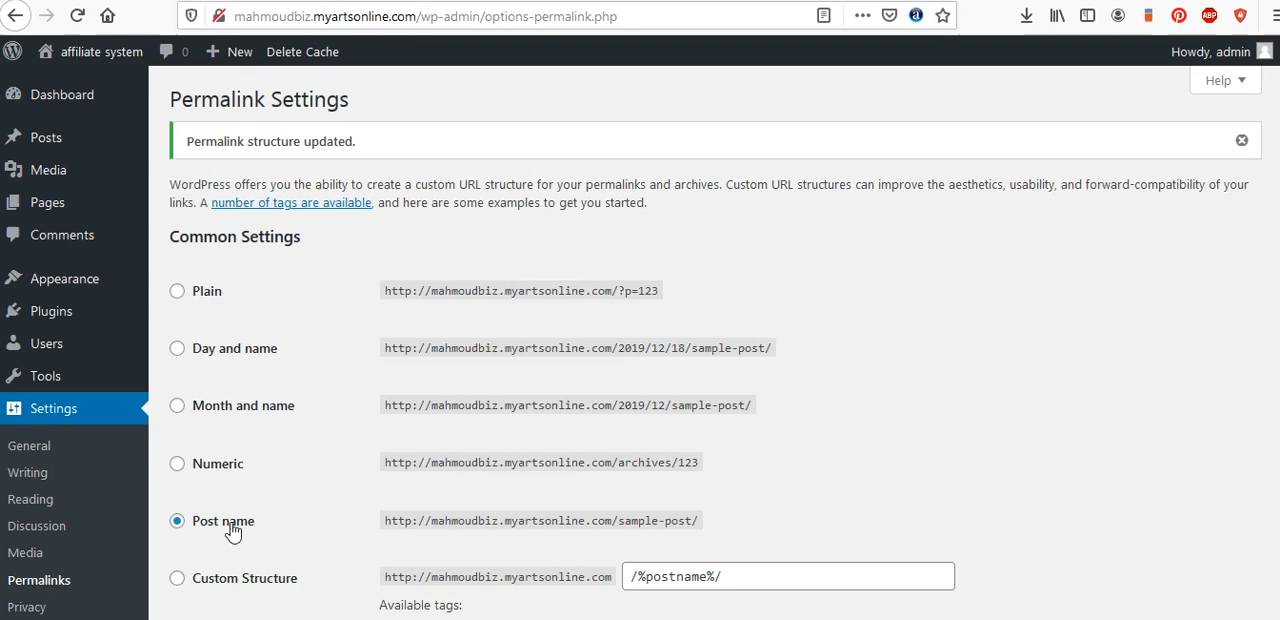 mahmoudbiz.myartsonline.com/wp-admin/options-permalink.php
ABP
affiliate system
0
New
Delete Cache
Howdy, admin
Help
Dashboard
Posts
Media
Pages
Comments
Appearance
Plugins
Users
Tools
Settings
General
Writing
Reading
Discussion
Media
Permalinks
Privacy
Permalink Settings
Permalink structure updated.
WordPress offers you the ability to create a custom URL structure for your permalinks and archives. Custom URL structures can improve the aesthetics, usability, and forward-compatibility of your
links. A number of tags are available, and here are some examples to get you started.
Common Settings
Plain http://mahmoudbiz.myartsonline.com/?p=123
Day and name http://mahmoudbiz.myartsonline.com/2019/12/18/sample-post/
Month and name http://mahmoudbiz.myartsonline.com/2019/12/sample-post/
Numeric http://mahmoudbiz.myartsonline.com/archives/123
Post name http://mahmoudbiz.myartsonline.com/sample-post/
Custom Structure http://mahmoudbiz.myartsonline.com /%postname%/
Available tags: